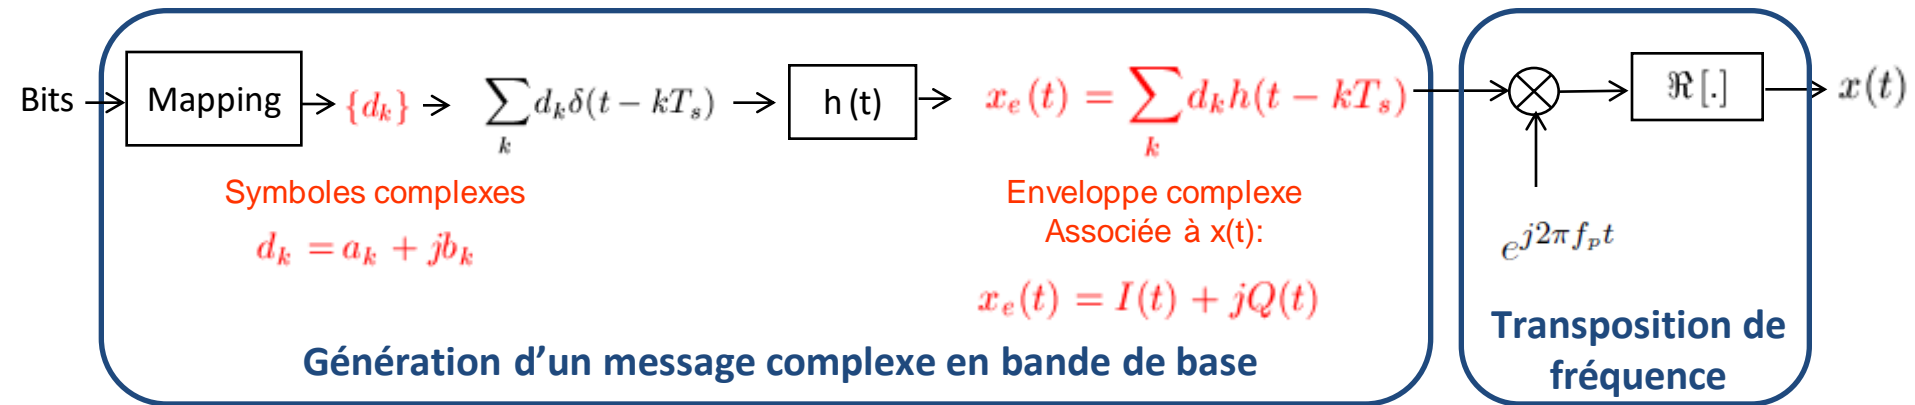 Bits
Mapping
{d_k}
∑_k d_k δ(t − kT_s)
h (t)
x_e(t) = ∑_k d_k h(t − kT_s)
ℜ[.]
x(t)
Symboles complexes
d_k = a_k + jb_k
Enveloppe complexe
Associée à x(t):
x_e(t) = I(t) + jQ(t)
e^{j2πf_p t}
Génération d’un message complexe en bande de base
Transposition de
fréquence